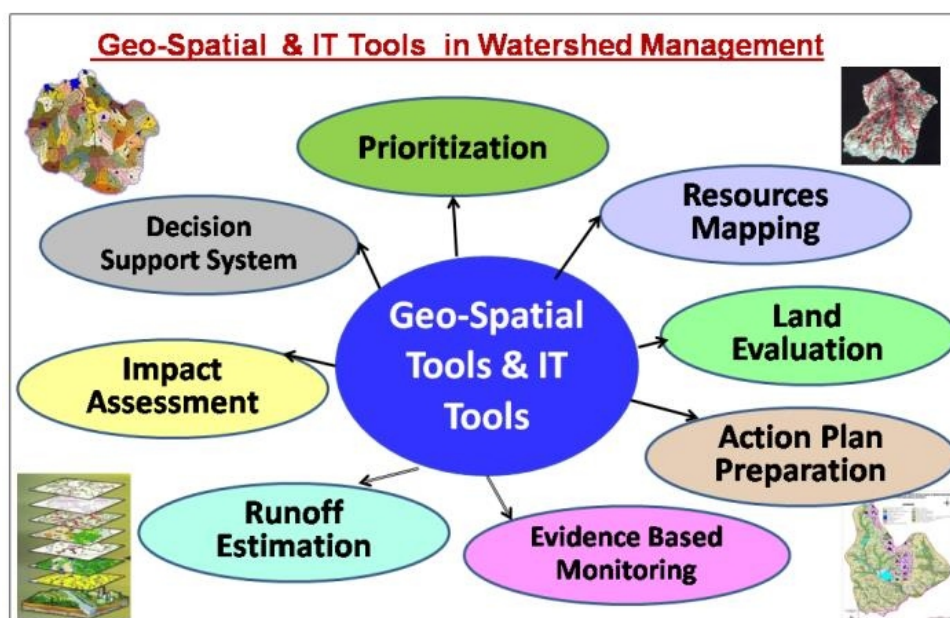 Geo-Spatial & IT Tools in Watershed Management
Prioritization
Resources
Mapping
Decision
Support System
Geo-Spatial
Tools & IT
Tools
Land
Evaluation
Impact
Assessment
Action Plan
Preparation
Runoff
Estimation
Evidence Based
Monitoring